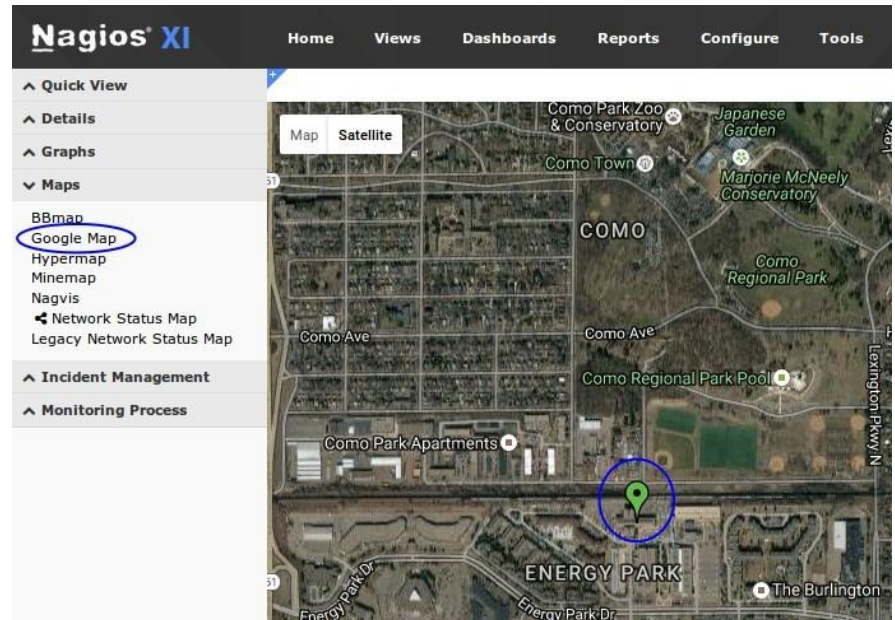 Nagios® XI
Home Views Dashboards Reports Configure Tools
Quick View
Details
Graphs
Maps
BBmap
Google Map
Hypermap
Minemap
Nagvis
Network Status Map
Legacy Network Status Map
Incident Management
Monitoring Process
+
Map Satellite
Como Park Zoo
& Conservatory
Japanese
Garden
Como Town
Marjorie McNeely
Conservatory
51
COMO
Como
Regional Park
Como Ave
Como Ave
Lexington Pkwy N
Como Regional Park Pool
Como Park Apartments
ENERGY PARK
51
Energy Park Dr
The Burlington
Energy Park Dr